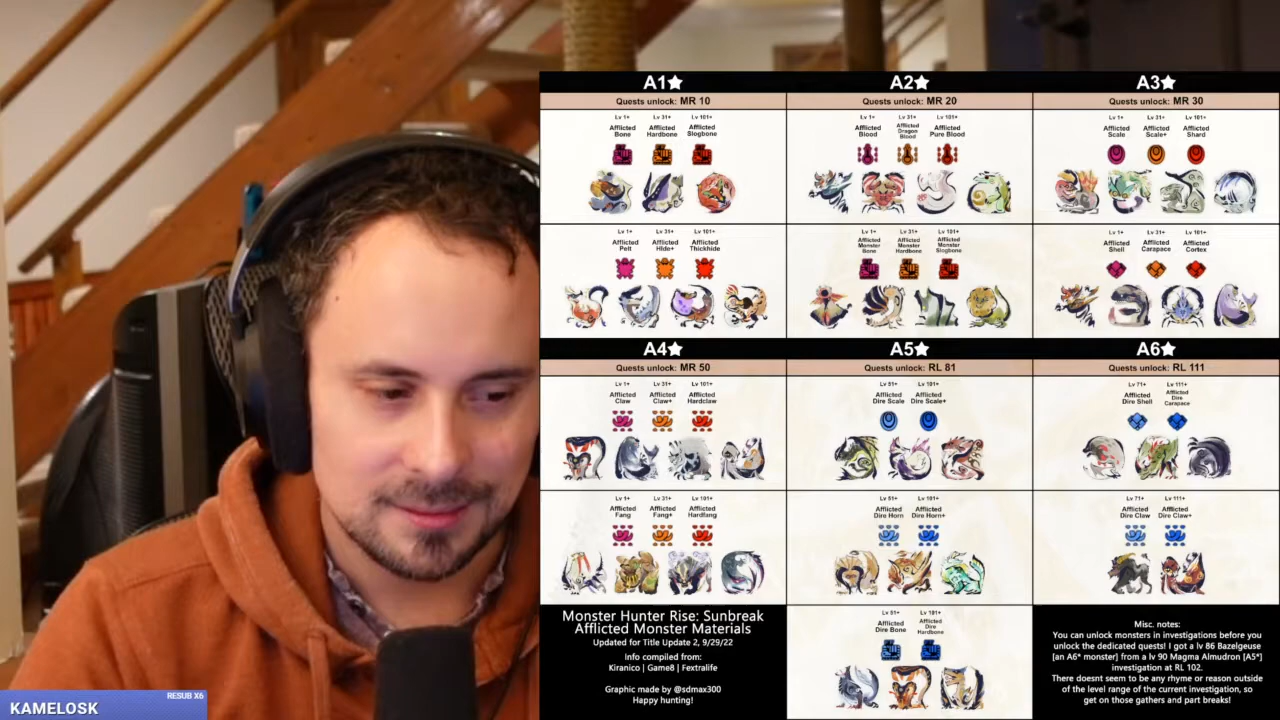 A1★
A2★
A3★
Quests unlock: MR 10
Quests unlock: MR 20
Quests unlock: MR 30
Lv 1+
Lv 31+
Lv 101+
Afflicted Bone
Afflicted Hardbone
Afflicted Slogbone
Lv 1+
Lv 31+
Lv 101+
Afflicted Blood
Afflicted Dragon Blood
Afflicted Pure Blood
Lv 1+
Lv 31+
Lv 101+
Afflicted Scale
Afflicted Scale+
Afflicted Shard
Lv 1+
Lv 31+
Lv 101+
Afflicted Pelt
Afflicted Hide+
Afflicted Thickhide
Lv 1+
Lv 31+
Lv 101+
Afflicted Monster Bone
Afflicted Monster Hardbone
Afflicted Monster Slogbone
Lv 1+
Lv 31+
Lv 101+
Afflicted Shell
Afflicted Carapace
Afflicted Cortex
A4★
A5★
A6★
Quests unlock: MR 50
Quests unlock: RL 81
Quests unlock: RL 111
Lv 1+
Lv 31+
Lv 101+
Afflicted Claw
Afflicted Claw+
Afflicted Hardclaw
Lv 51+
Lv 101+
Afflicted Dire Scale
Afflicted Dire Scale+
Lv 71+
Lv 111+
Afflicted Dire Shell
Afflicted Dire Carapace
Lv 1+
Lv 31+
Lv 101+
Afflicted Fang
Afflicted Fang+
Afflicted Hardfang
Lv 51+
Lv 101+
Afflicted Dire Horn
Afflicted Dire Horn+
Lv 71+
Lv 111+
Afflicted Dire Claw
Afflicted Dire Claw+
Monster Hunter Rise: Sunbreak
Afflicted Monster Materials
Updated for Title Update 2, 9/29/22
Info compiled from:
Kiranico | Game8 | Fextralife
Graphic made by @sdmax300
Happy hunting!
Lv 51+
Lv 101+
Afflicted Dire Bone
Afflicted Dire Hardbone
Misc. notes:
You can unlock monsters in investigations before you
unlock the dedicated quests! I got a lv 86 Bazelgeuse
[an A6* monster] from a lv 90 Magma Almudron [A5*]
investigation at RL 102.
There doesnt seem to be any rhyme or reason outside
of the level range of the current investigation, so
get on those gathers and part breaks!
RESUB X6
KAMELOSK